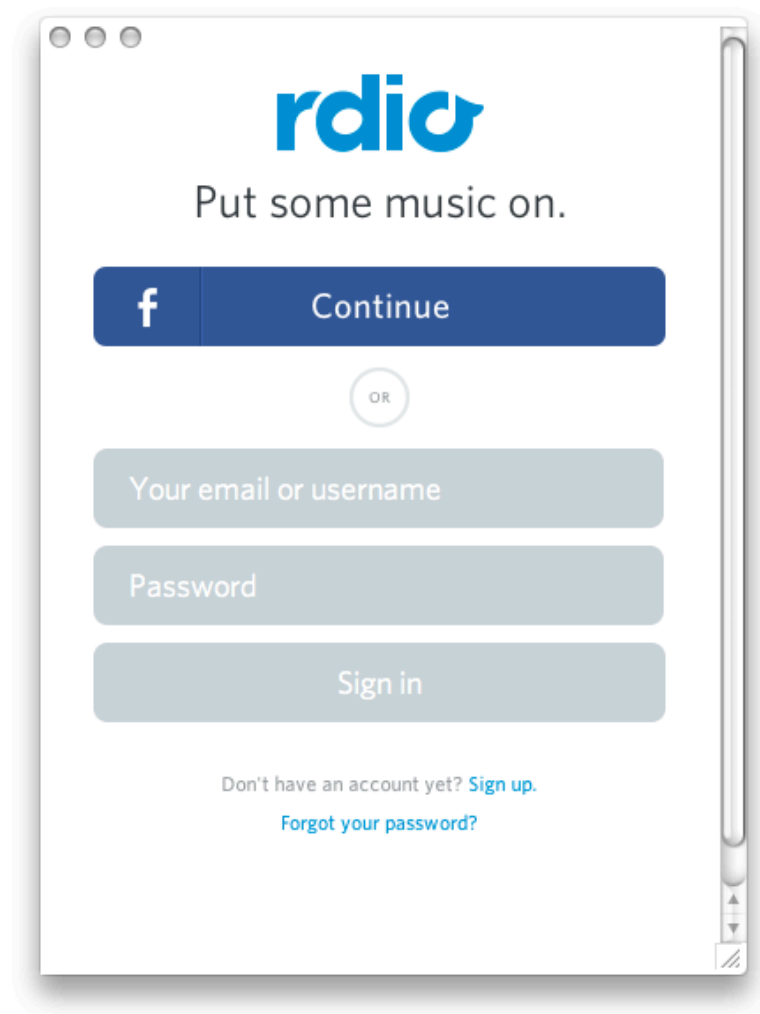 rdio
Put some music on.
f Continue
OR
Your email or username
Password
Sign in
Don't have an account yet? Sign up.
Forgot your password?